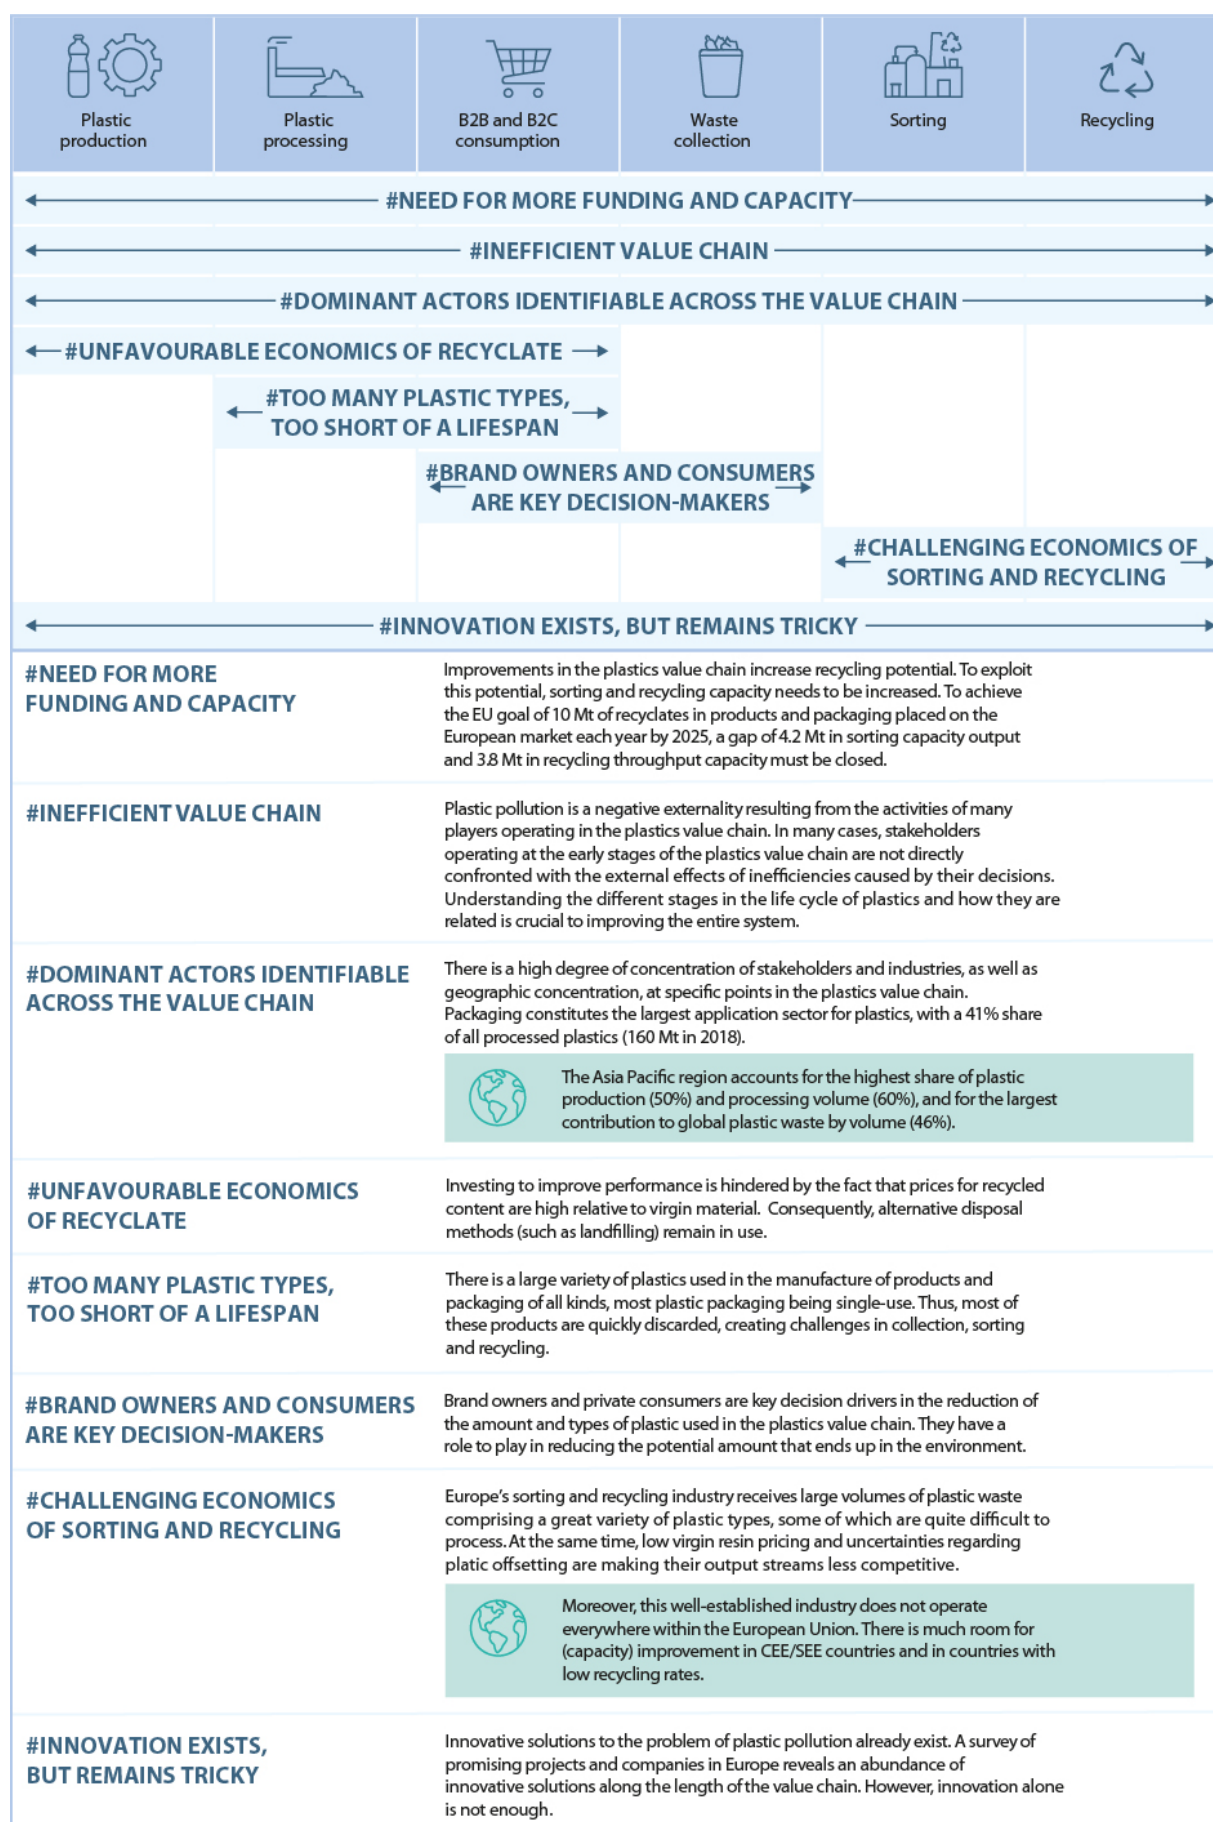 Plastic
production
Plastic
processing
B2B and B2C
consumption
Waste
collection
Sorting
Recycling
#NEED FOR MORE FUNDING AND CAPACITY
#INEFFICIENT VALUE CHAIN
#DOMINANT ACTORS IDENTIFIABLE ACROSS THE VALUE CHAIN
#UNFAVOURABLE ECONOMICS OF RECYCLATE
#TOO MANY PLASTIC TYPES,
TOO SHORT OF A LIFESPAN
#BRAND OWNERS AND CONSUMERS
ARE KEY DECISION-MAKERS
#CHALLENGING ECONOMICS OF
SORTING AND RECYCLING
#INNOVATION EXISTS, BUT REMAINS TRICKY
#NEED FOR MORE
FUNDING AND CAPACITY
Improvements in the plastics value chain increase recycling potential. To exploit
this potential, sorting and recycling capacity needs to be increased. To achieve
the EU goal of 10 Mt of recyclates in products and packaging placed on the
European market each year by 2025, a gap of 4.2 Mt in sorting capacity output
and 3.8 Mt in recycling throughput capacity must be closed.
#INEFFICIENT VALUE CHAIN
Plastic pollution is a negative externality resulting from the activities of many
players operating in the plastics value chain. In many cases, stakeholders
operating at the early stages of the plastics value chain are not directly
confronted with the external effects of inefficiencies caused by their decisions.
Understanding the different stages in the life cycle of plastics and how they are
related is crucial to improving the entire system.
#DOMINANT ACTORS IDENTIFIABLE
ACROSS THE VALUE CHAIN
There is a high degree of concentration of stakeholders and industries, as well as
geographic concentration, at specific points in the plastics value chain.
Packaging constitutes the largest application sector for plastics, with a 41% share
of all processed plastics (160 Mt in 2018).
The Asia Pacific region accounts for the highest share of plastic
production (50%) and processing volume (60%), and for the largest
contribution to global plastic waste by volume (46%).
#UNFAVOURABLE ECONOMICS
OF RECYCLATE
Investing to improve performance is hindered by the fact that prices for recycled
content are high relative to virgin material. Consequently, alternative disposal
methods (such as landfilling) remain in use.
#TOO MANY PLASTIC TYPES,
TOO SHORT OF A LIFESPAN
There is a large variety of plastics used in the manufacture of products and
packaging of all kinds, most plastic packaging being single-use. Thus, most of
these products are quickly discarded, creating challenges in collection, sorting
and recycling.
#BRAND OWNERS AND CONSUMERS
ARE KEY DECISION-MAKERS
Brand owners and private consumers are key decision drivers in the reduction of
the amount and types of plastic used in the plastics value chain. They have a
role to play in reducing the potential amount that ends up in the environment.
#CHALLENGING ECONOMICS
OF SORTING AND RECYCLING
Europe's sorting and recycling industry receives large volumes of plastic waste
comprising a great variety of plastic types, some of which are quite difficult to
process. At the same time, low virgin resin pricing and uncertainties regarding
platic offsetting are making their output streams less competitive.
Moreover, this well-established industry does not operate
everywhere within the European Union. There is much room for
(capacity) improvement in CEE/SEE countries and in countries with
low recycling rates.
#INNOVATION EXISTS,
BUT REMAINS TRICKY
Innovative solutions to the problem of plastic pollution already exist. A survey of
promising projects and companies in Europe reveals an abundance of
innovative solutions along the length of the value chain. However, innovation alone
is not enough.